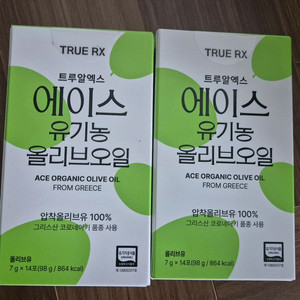 TRUE RX
트루알엑스
에이스
유기농
올리브오일
ACE ORGANIC OLIVE OIL
FROM GREECE
압착올리브유 100%
그리스산 코로네이키 품종 사용
올리브유
7 g × 14포(98 g / 864 kcal)
TRUE RX
트루알엑스
에이스
유기농
올리브오일
ACE ORGANIC OLIVE OIL
FROM GREECE
압착올리브유 100%
그리스산 코로네이키 품종 사용
올리브유
7 g × 14포(98 g / 864 kcal)